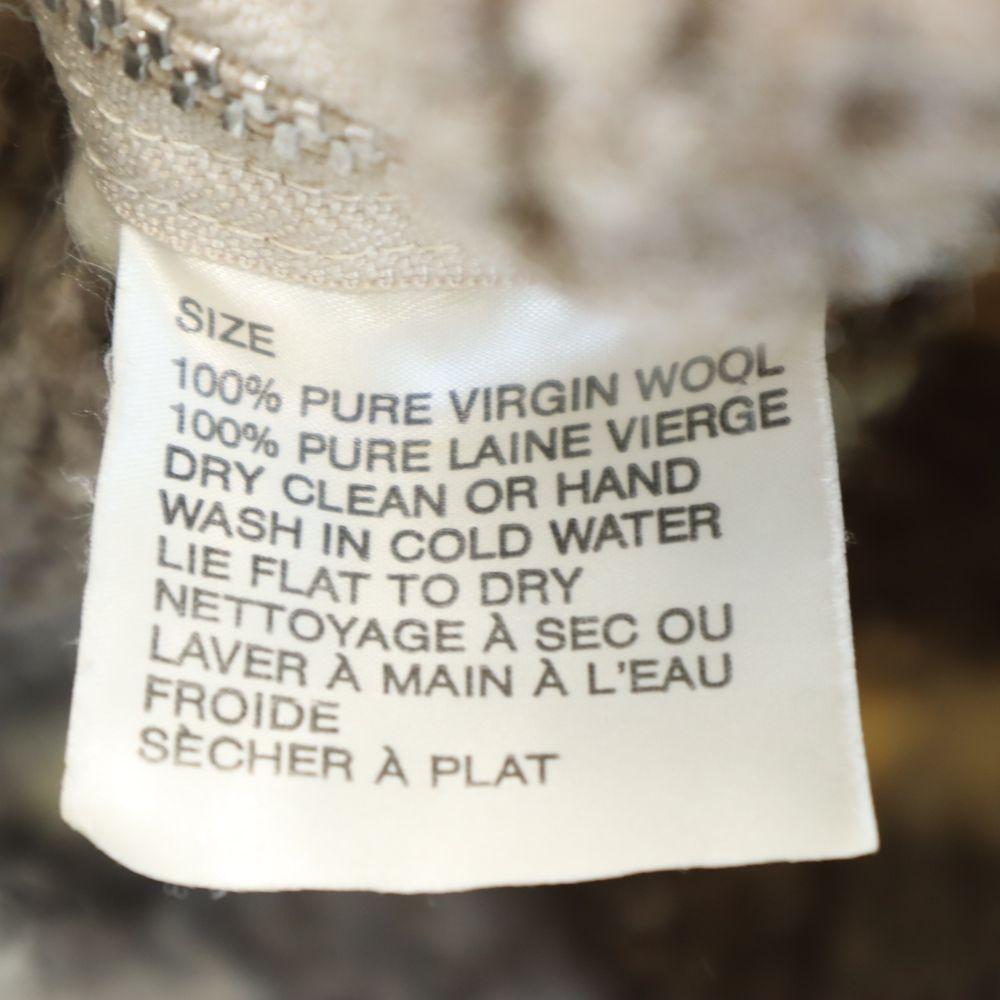 SIZE
100% PURE VIRGIN WOOL
100% PURE LAINE VIERGE
DRY CLEAN OR HAND
WASH IN COLD WATER
LIE FLAT TO DRY
NETTOYAGE À SEC OU
LAVER À MAIN À L'EAU
FROIDE
SÈCHER À PLAT